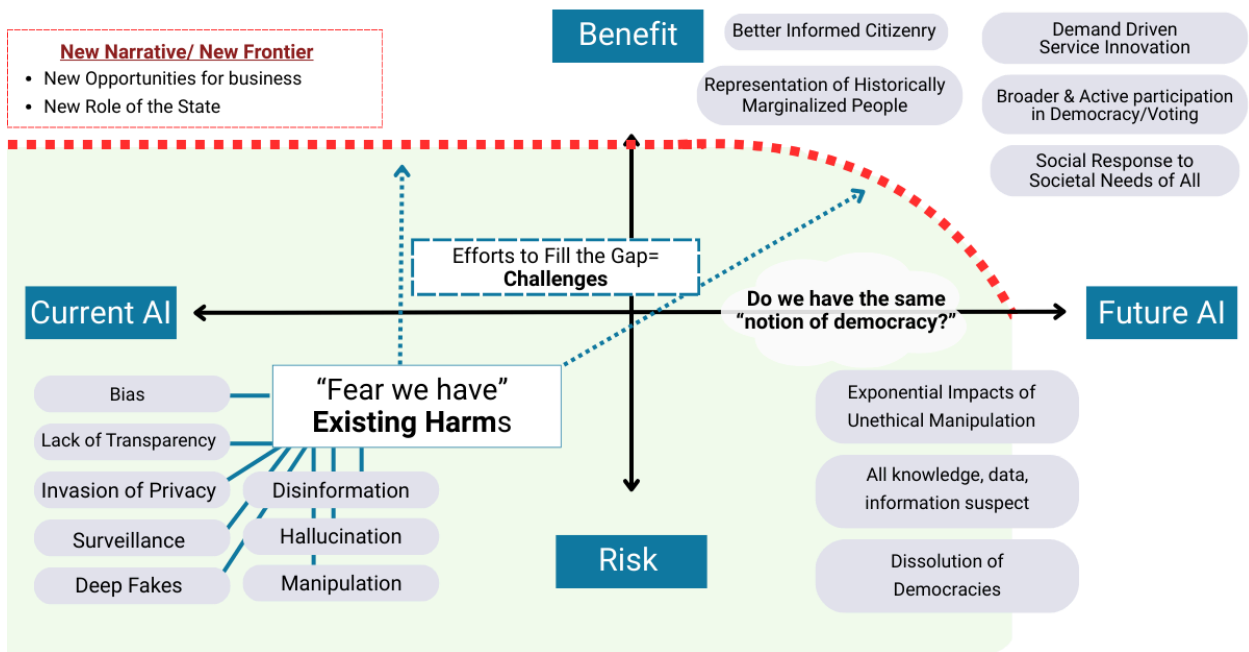 New Narrative/ New Frontier
• New Opportunities for business
• New Role of the State
Benefit
Better Informed Citizenry
Representation of Historically
Marginalized People
Demand Driven
Service Innovation
Broader & Active participation
in Democracy/Voting
Social Response to
Societal Needs of All
Efforts to Fill the Gap=
Challenges
Current AI
Do we have the same
“notion of democracy?”
Future AI
“Fear we have”
Existing Harms
Bias
Lack of Transparency
Invasion of Privacy
Surveillance
Deep Fakes
Disinformation
Hallucination
Manipulation
Risk
Exponential Impacts of
Unethical Manipulation
All knowledge, data,
information suspect
Dissolution of
Democracies